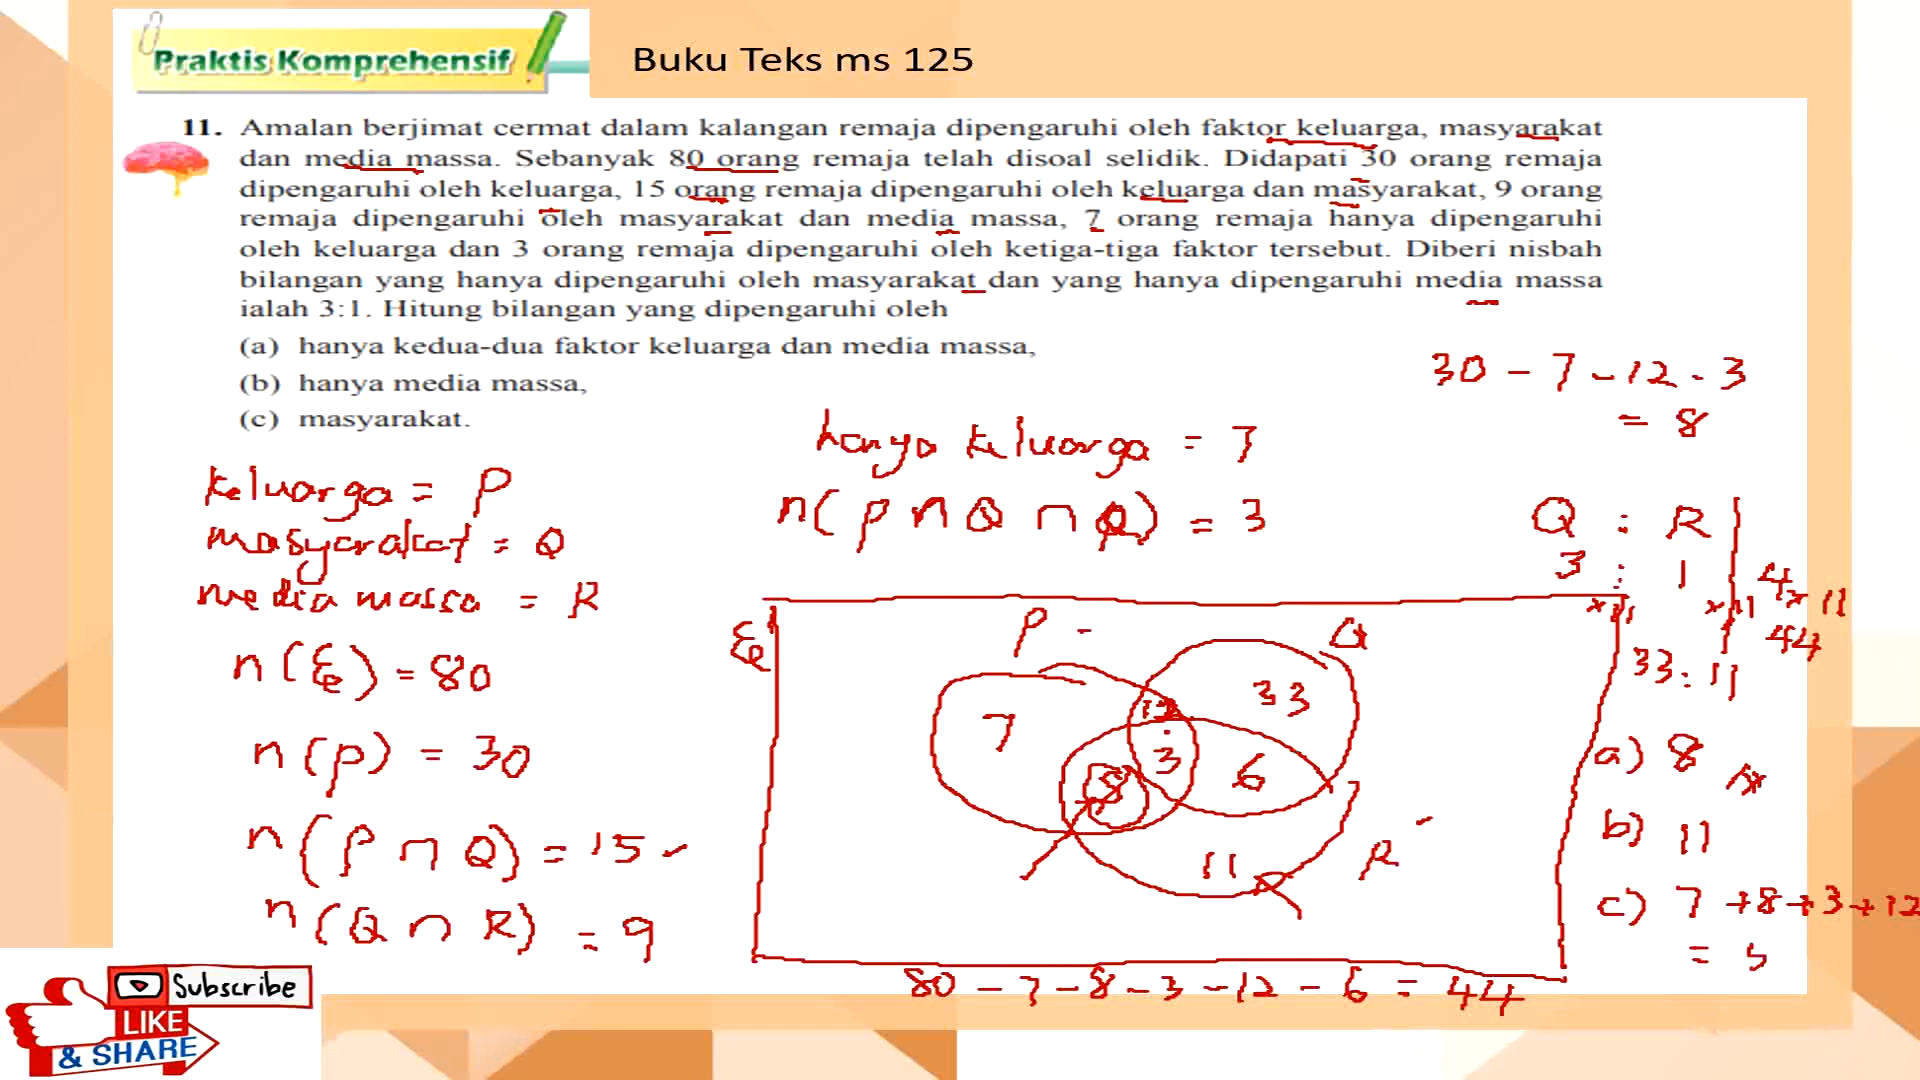 Praktis Komprehensif
Buku Teks ms 125
11. Amalan berjimat cermat dalam kalangan remaja dipengaruhi oleh faktor keluarga, masyarakat
dan media massa. Sebanyak 80 orang remaja telah disoal selidik. Didapati 30 orang remaja
dipengaruhi oleh keluarga, 15 orang remaja dipengaruhi oleh keluarga dan masyarakat, 9 orang
remaja dipengaruhi oleh masyarakat dan media massa, 7 orang remaja hanya dipengaruhi
oleh keluarga dan 3 orang remaja dipengaruhi oleh ketiga-tiga faktor tersebut. Diberi nisbah
bilangan yang hanya dipengaruhi oleh masyarakat dan yang hanya dipengaruhi media massa
ialah 3:1. Hitung bilangan yang dipengaruhi oleh
(a) hanya kedua-dua faktor keluarga dan media massa,
(b) hanya media massa,
(c) masyarakat.
30 - 7 - 12 - 3
= 8
hanya keluarga = 7
n(P ∩ Q ∩ R) = 3
keluarga = P
masyarakat = Q
media massa = R
n(ξ) = 80
n(P) = 30
n(P ∩ Q) = 15
n(Q ∩ R) = 9
Q : R
3 : 1 4
×11 ×11 ×11
44
33 : 11
ξ
P
Q
33
7
12
3
6
11
R
80 - 7 - 8 - 3 - 12 - 6 = 44
a) 8
b) 11
c) 7 + 8 + 3 + 12
= 5
Subscribe
LIKE
& SHARE